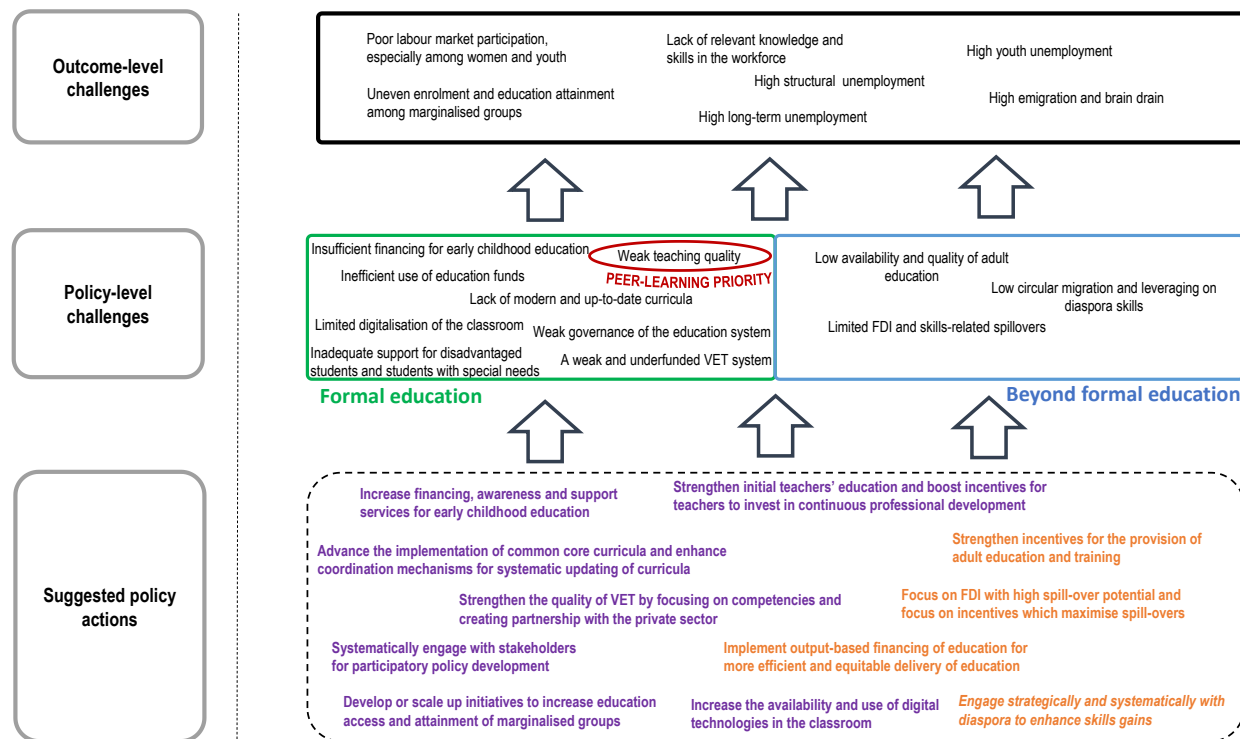 Outcome-level
challenges
Poor labour market participation,
especially among women and youth
Lack of relevant knowledge and
skills in the workforce
High youth unemployment
High structural unemployment
Uneven enrolment and education attainment
among marginalised groups
High emigration and brain drain
High long-term unemployment
Policy-level
challenges
Insufficient financing for early childhood education
Weak teaching quality
Inefficient use of education funds
PEER-LEARNING PRIORITY
Lack of modern and up-to-date curricula
Limited digitalisation of the classroom
Weak governance of the education system
Inadequate support for disadvantaged
students and students with special needs
A weak and underfunded VET system
Low availability and quality of adult
education
Low circular migration and leveraging on
diaspora skills
Limited FDI and skills-related spillovers
Formal education
Beyond formal education
Suggested policy
actions
Increase financing, awareness and support
services for early childhood education
Strengthen initial teachers’ education and boost incentives for
teachers to invest in continuous professional development
Advance the implementation of common core curricula and enhance
coordination mechanisms for systematic updating of curricula
Strengthen incentives for the provision of
adult education and training
Strengthen the quality of VET by focusing on competencies and
creating partnership with the private sector
Focus on FDI with high spill-over potential and
focus on incentives which maximise spill-overs
Systematically engage with stakeholders
for participatory policy development
Implement output-based financing of education for
more efficient and equitable delivery of education
Develop or scale up initiatives to increase education
access and attainment of marginalised groups
Increase the availability and use of digital
technologies in the classroom
Engage strategically and systematically with
diaspora to enhance skills gains